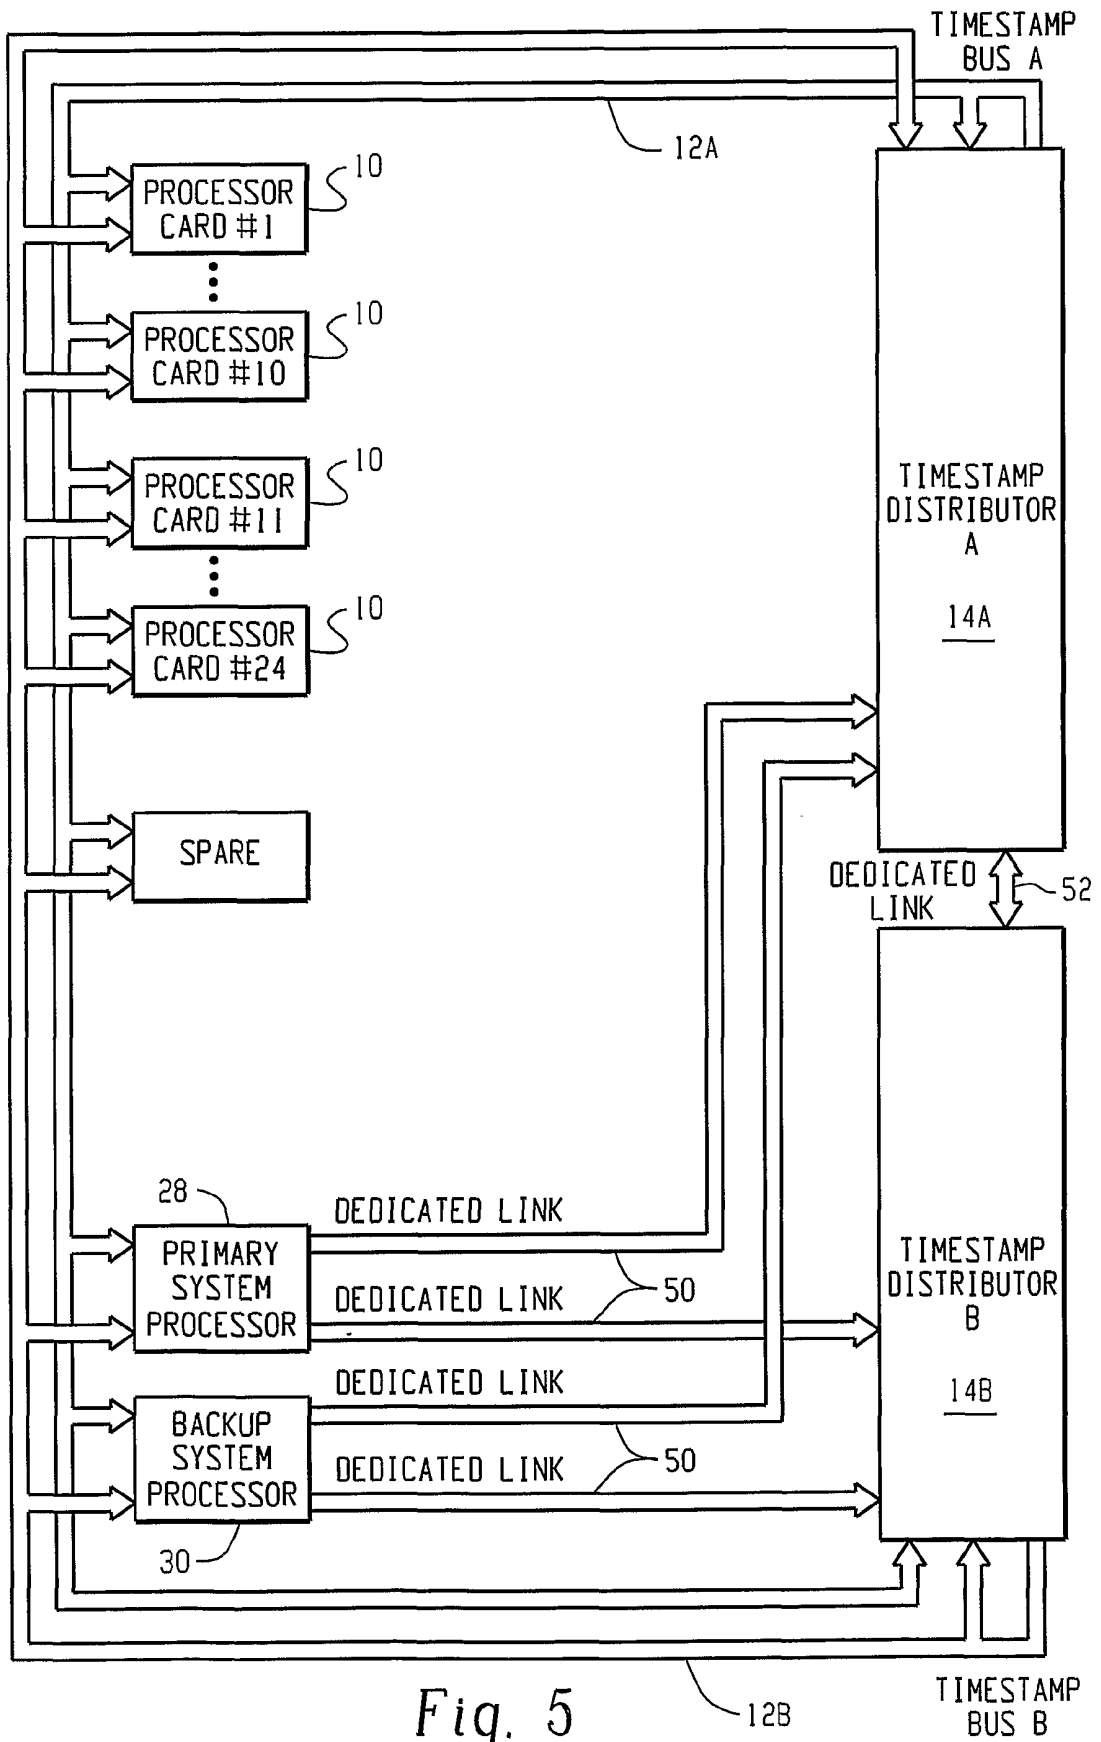 TIMESTAMP
BUS A
12A
PROCESSOR
CARD #1
10
PROCESSOR
CARD #10
10
PROCESSOR
CARD #11
10
PROCESSOR
CARD #24
10
TIMESTAMP
DISTRIBUTOR
A
14A
SPARE
DEDICATED
LINK
52
28
PRIMARY
SYSTEM
PROCESSOR
DEDICATED LINK
50
DEDICATED LINK
TIMESTAMP
DISTRIBUTOR
B
14B
BACKUP
SYSTEM
PROCESSOR
30
DEDICATED LINK
50
DEDICATED LINK
Fig. 5
12B
TIMESTAMP
BUS B